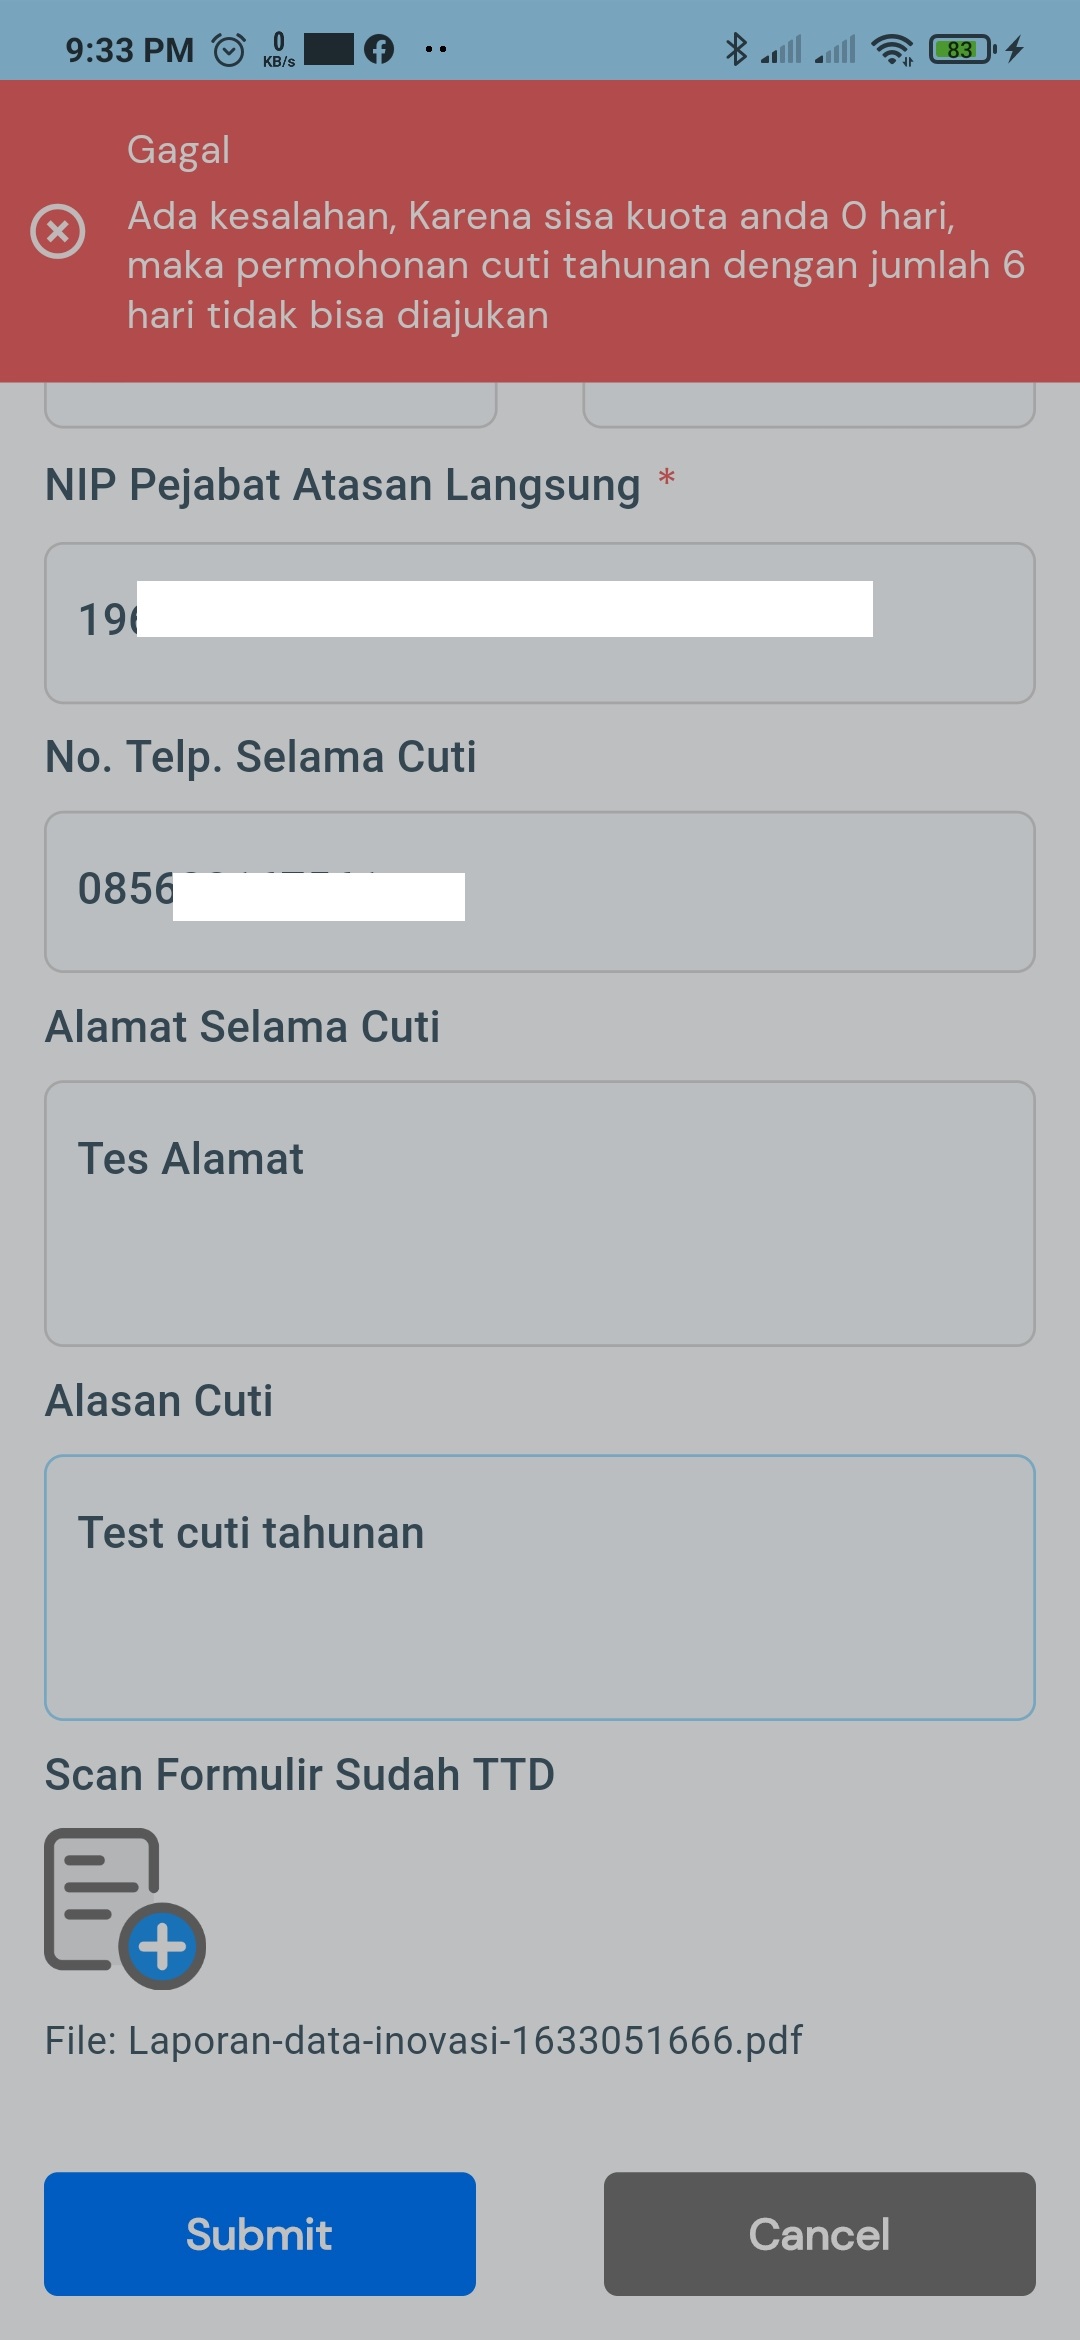 9:33 PM 0 KB/s 83
Gagal
Ada kesalahan, Karena sisa kuota anda 0 hari,
maka permohonan cuti tahunan dengan jumlah 6
hari tidak bisa diajukan
NIP Pejabat Atasan Langsung *
196
No. Telp. Selama Cuti
0856
Alamat Selama Cuti
Tes Alamat
Alasan Cuti
Test cuti tahunan
Scan Formulir Sudah TTD
File: Laporan-data-inovasi-1633051666.pdf
Submit Cancel